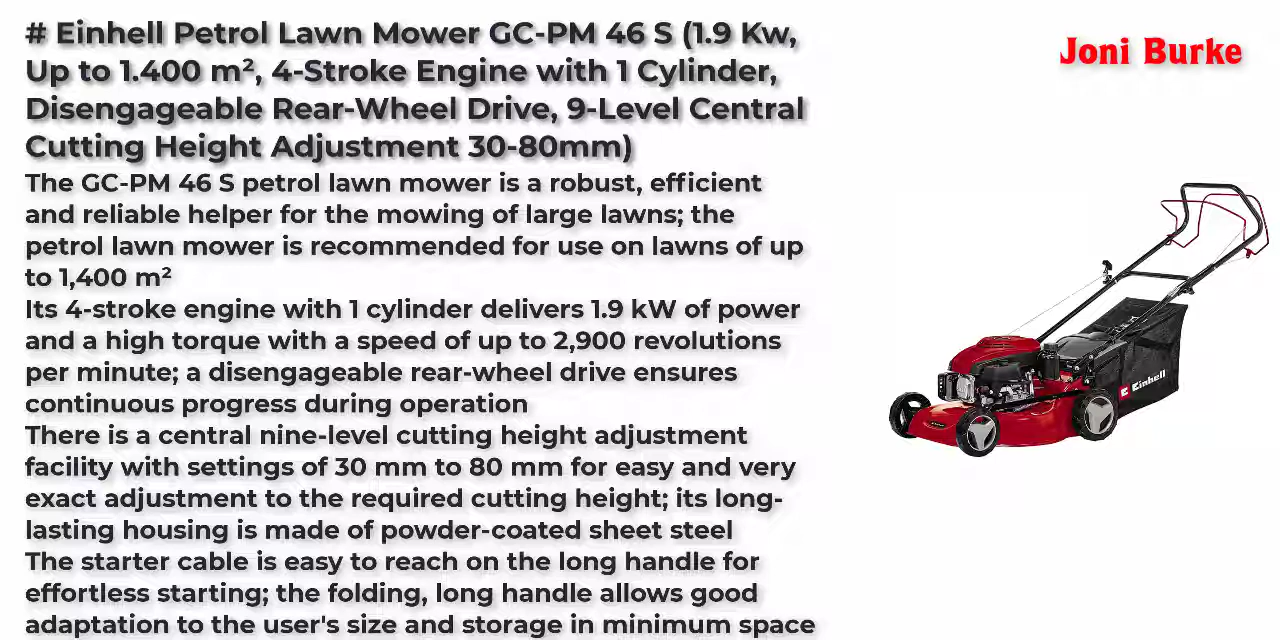 # Einhell Petrol Lawn Mower GC-PM 46 S (1.9 Kw,
Up to 1.400 m², 4-Stroke Engine with 1 Cylinder,
Disengageable Rear-Wheel Drive, 9-Level Central
Cutting Height Adjustment 30-80mm)
The GC-PM 46 S petrol lawn mower is a robust, efficient
and reliable helper for the mowing of large lawns; the
petrol lawn mower is recommended for use on lawns of up
to 1,400 m²
Its 4-stroke engine with 1 cylinder delivers 1.9 kW of power
and a high torque with a speed of up to 2,900 revolutions
per minute; a disengageable rear-wheel drive ensures
continuous progress during operation
There is a central nine-level cutting height adjustment
facility with settings of 30 mm to 80 mm for easy and very
exact adjustment to the required cutting height; its long-
lasting housing is made of powder-coated sheet steel
The starter cable is easy to reach on the long handle for
effortless starting; the folding, long handle allows good
adaptation to the user's size and storage in minimum space
Joni Burke
Einhell